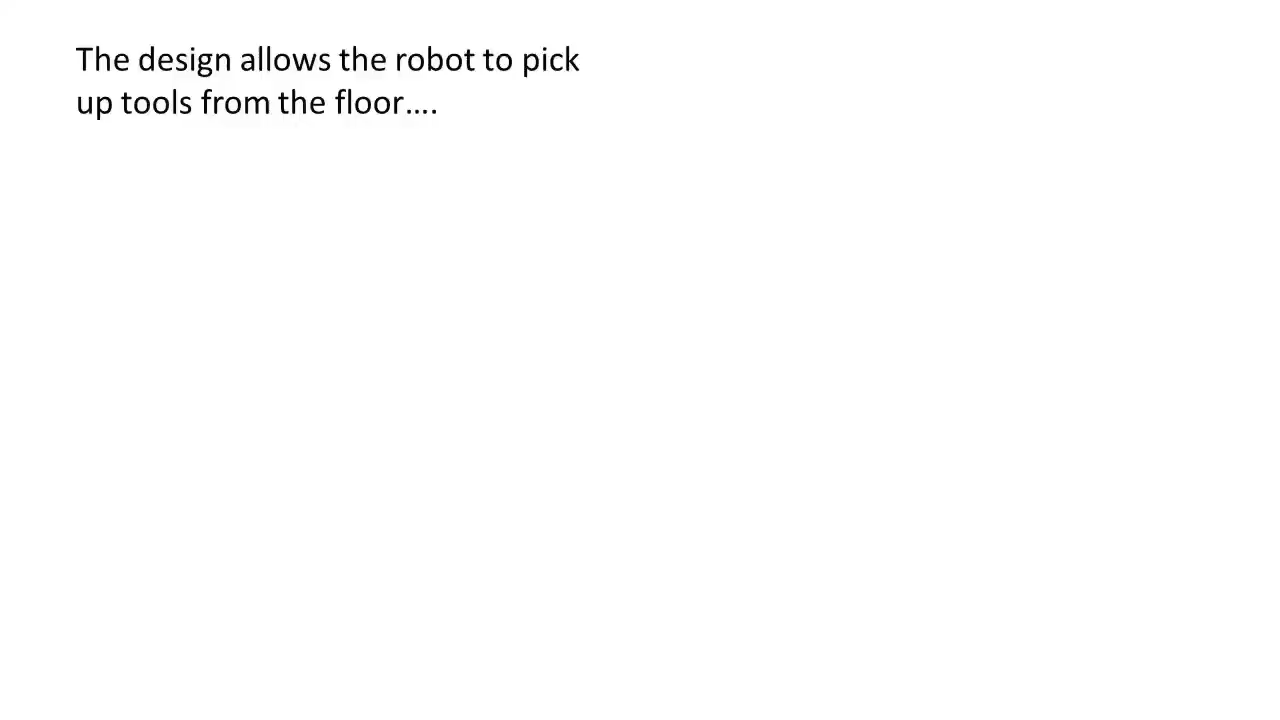 The design allows the robot to pick
up tools from the floor….